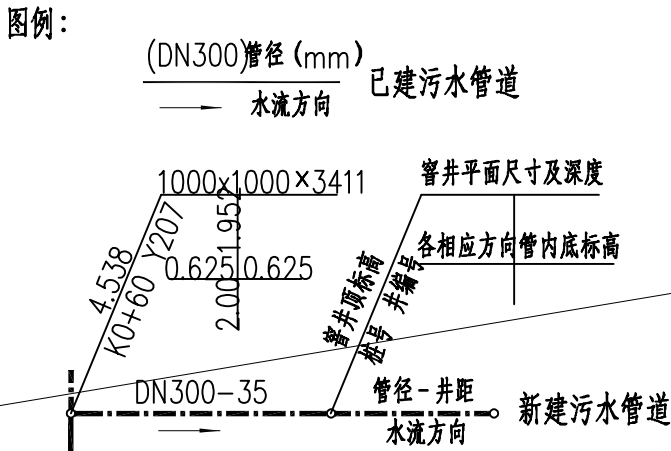 图例：
(DN300)管径(mm)
已建污水管道
水流方向
1000x1000×3411
窨井平面尺寸及深度
4.538
K0+60 Y207
1.952
0.625
0.625
2.00
各相应方向管内底标高
窨井顶标高
桩号 井编号
DN300-35
管径-井距
新建污水管道
水流方向